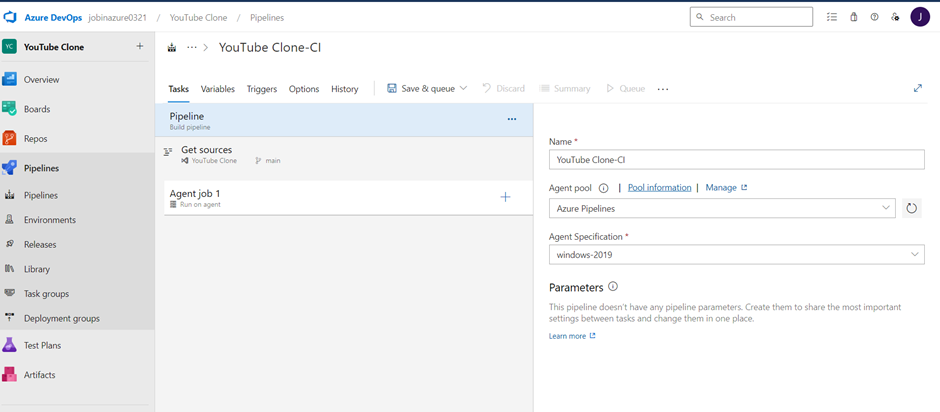 Azure DevOps jobinazure0321 / YouTube Clone / Pipelines
Search
J
YC YouTube Clone +
Overview
Boards
Repos
Pipelines
Pipelines
Environments
Releases
Library
Task groups
Deployment groups
Test Plans
Artifacts
... > YouTube Clone-CI
Tasks Variables Triggers Options History | Save & queue Discard Summary Queue ...
Pipeline ...
Build pipeline
Get sources
YouTube Clone main
Agent job 1 +
Run on agent
Name *
YouTube Clone-CI
Agent pool | Pool information | Manage
Azure Pipelines
Agent Specification *
windows-2019
Parameters
This pipeline doesn't have any pipeline parameters. Create them to share the most important
settings between tasks and change them in one place.
Learn more